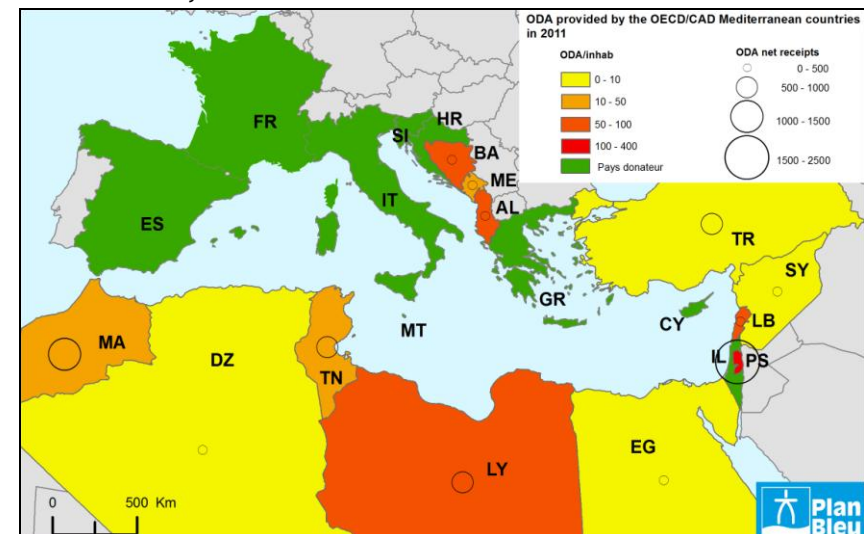 ODA provided by the OECD/CAD Mediterranean countries
in 2011
ODA/inhab
0 - 10
10 - 50
50 - 100
100 - 400
Pays donateur
ODA net receipts
0 - 500
500 - 1000
1000 - 1500
1500 - 2500
FR
SI
HR
BA
ME
AL
IT
ES
GR
TR
SY
CY
LB
IL
PS
MT
MA
DZ
TN
LY
EG
0
500 Km
Plan
Bleu